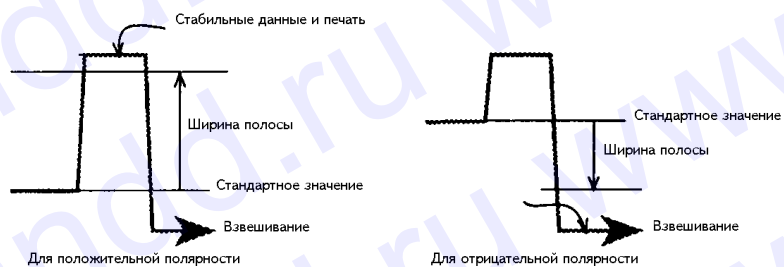 Стабильные данные и печать
Ширина полосы
Стандартное значение
Взвешивание
Для положительной полярности
Стандартное значение
Ширина полосы
Взвешивание
Для отрицательной полярности